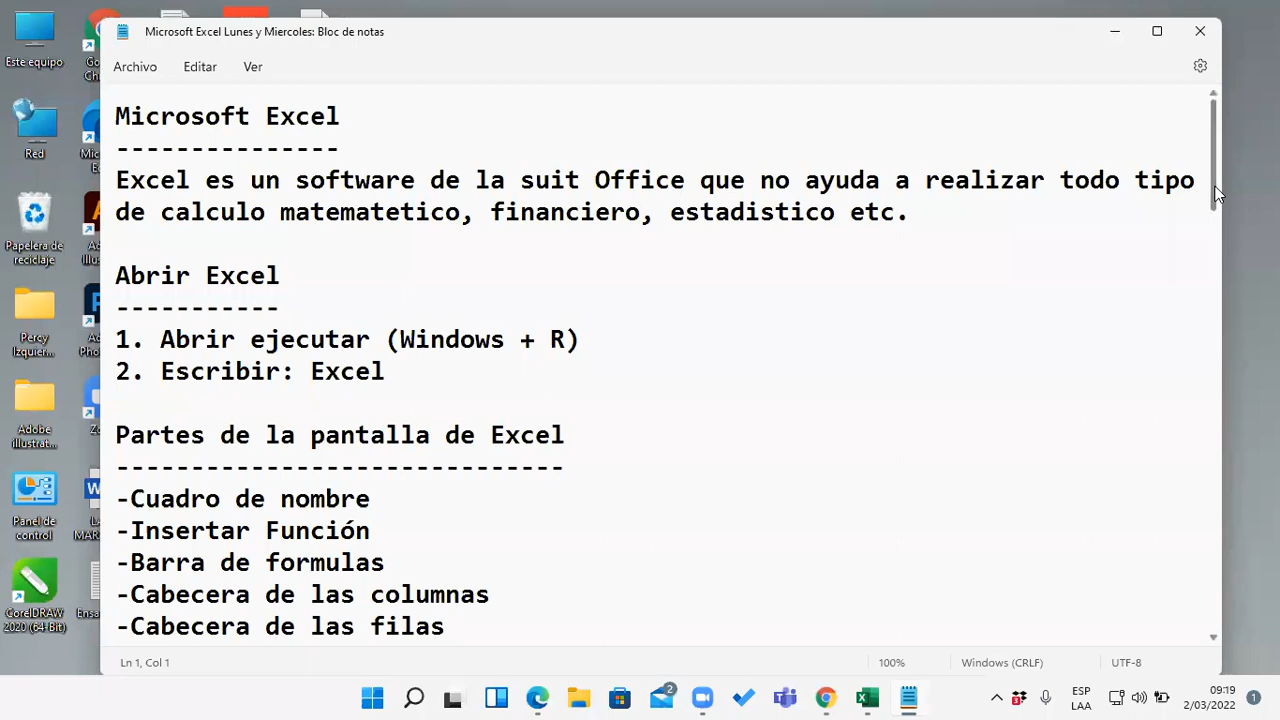 Microsoft Excel Lunes y Miercoles: Bloc de notas
Archivo Editar Ver
Microsoft Excel
---------------
Excel es un software de la suit Office que no ayuda a realizar todo tipo
de calculo matematetico, financiero, estadistico etc.
Abrir Excel
-----------
1. Abrir ejecutar (Windows + R)
2. Escribir: Excel
Partes de la pantalla de Excel
------------------------------
-Cuadro de nombre
-Insertar Función
-Barra de formulas
-Cabecera de las columnas
-Cabecera de las filas
Ln 1, Col 1
100%
Windows (CRLF)
UTF-8
Este equipo
Red
Papelera de
reciclaje
Percy
Izquier...
Adobe
illustrat...
Panel de
control
CorelDRAW
2020 (64-Bit)
2
ESP
LAA
09:19
2/03/2022
1